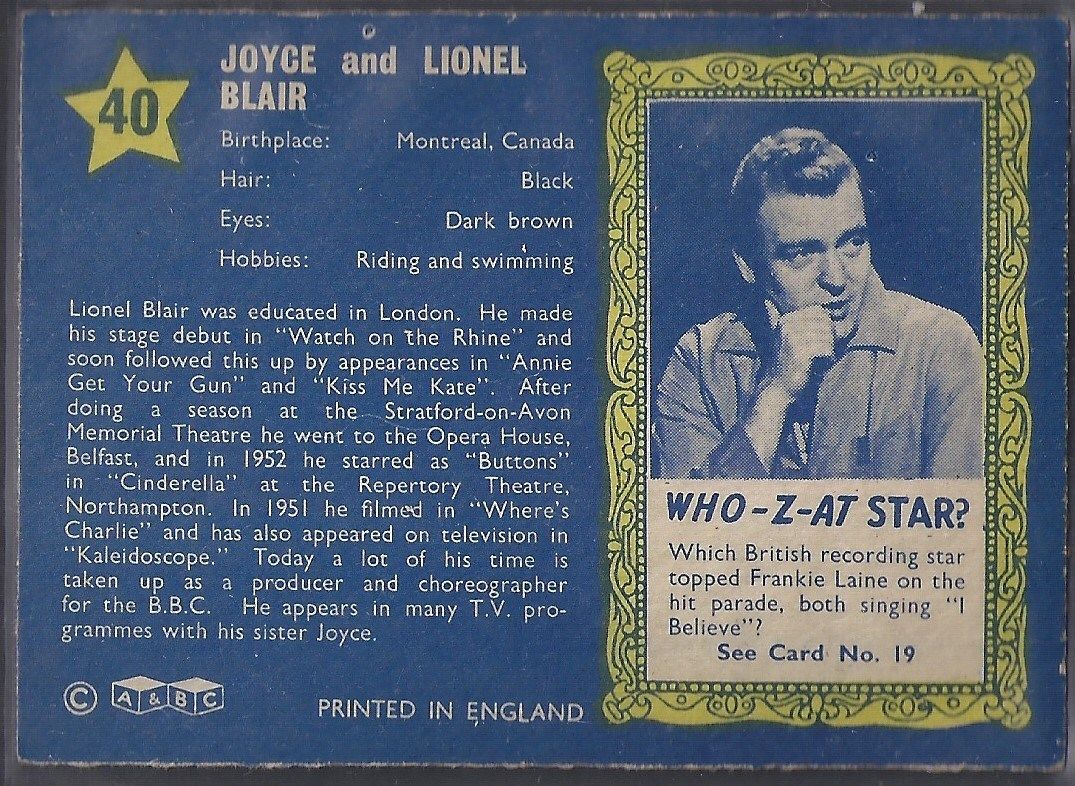 40
JOYCE and LIONEL
BLAIR
Birthplace: Montreal, Canada
Hair: Black
Eyes: Dark brown
Hobbies: Riding and swimming
Lionel Blair was educated in London. He made
his stage debut in "Watch on the Rhine" and
soon followed this up by appearances in "Annie
Get Your Gun" and "Kiss Me Kate". After
doing a season at the Stratford-on-Avon
Memorial Theatre he went to the Opera House,
Belfast, and in 1952 he starred as "Buttons"
in "Cinderella" at the Repertory Theatre,
Northampton. In 1951 he filmed in "Where's
Charlie" and has also appeared on television in
"Kaleidoscope." Today a lot of his time is
taken up as a producer and choreographer
for the B.B.C. He appears in many T.V. pro-
grammes with his sister Joyce.
© A & B C
PRINTED IN ENGLAND
WHO-Z-AT STAR?
Which British recording star
topped Frankie Laine on the
hit parade, both singing "I
Believe"?
See Card No. 19